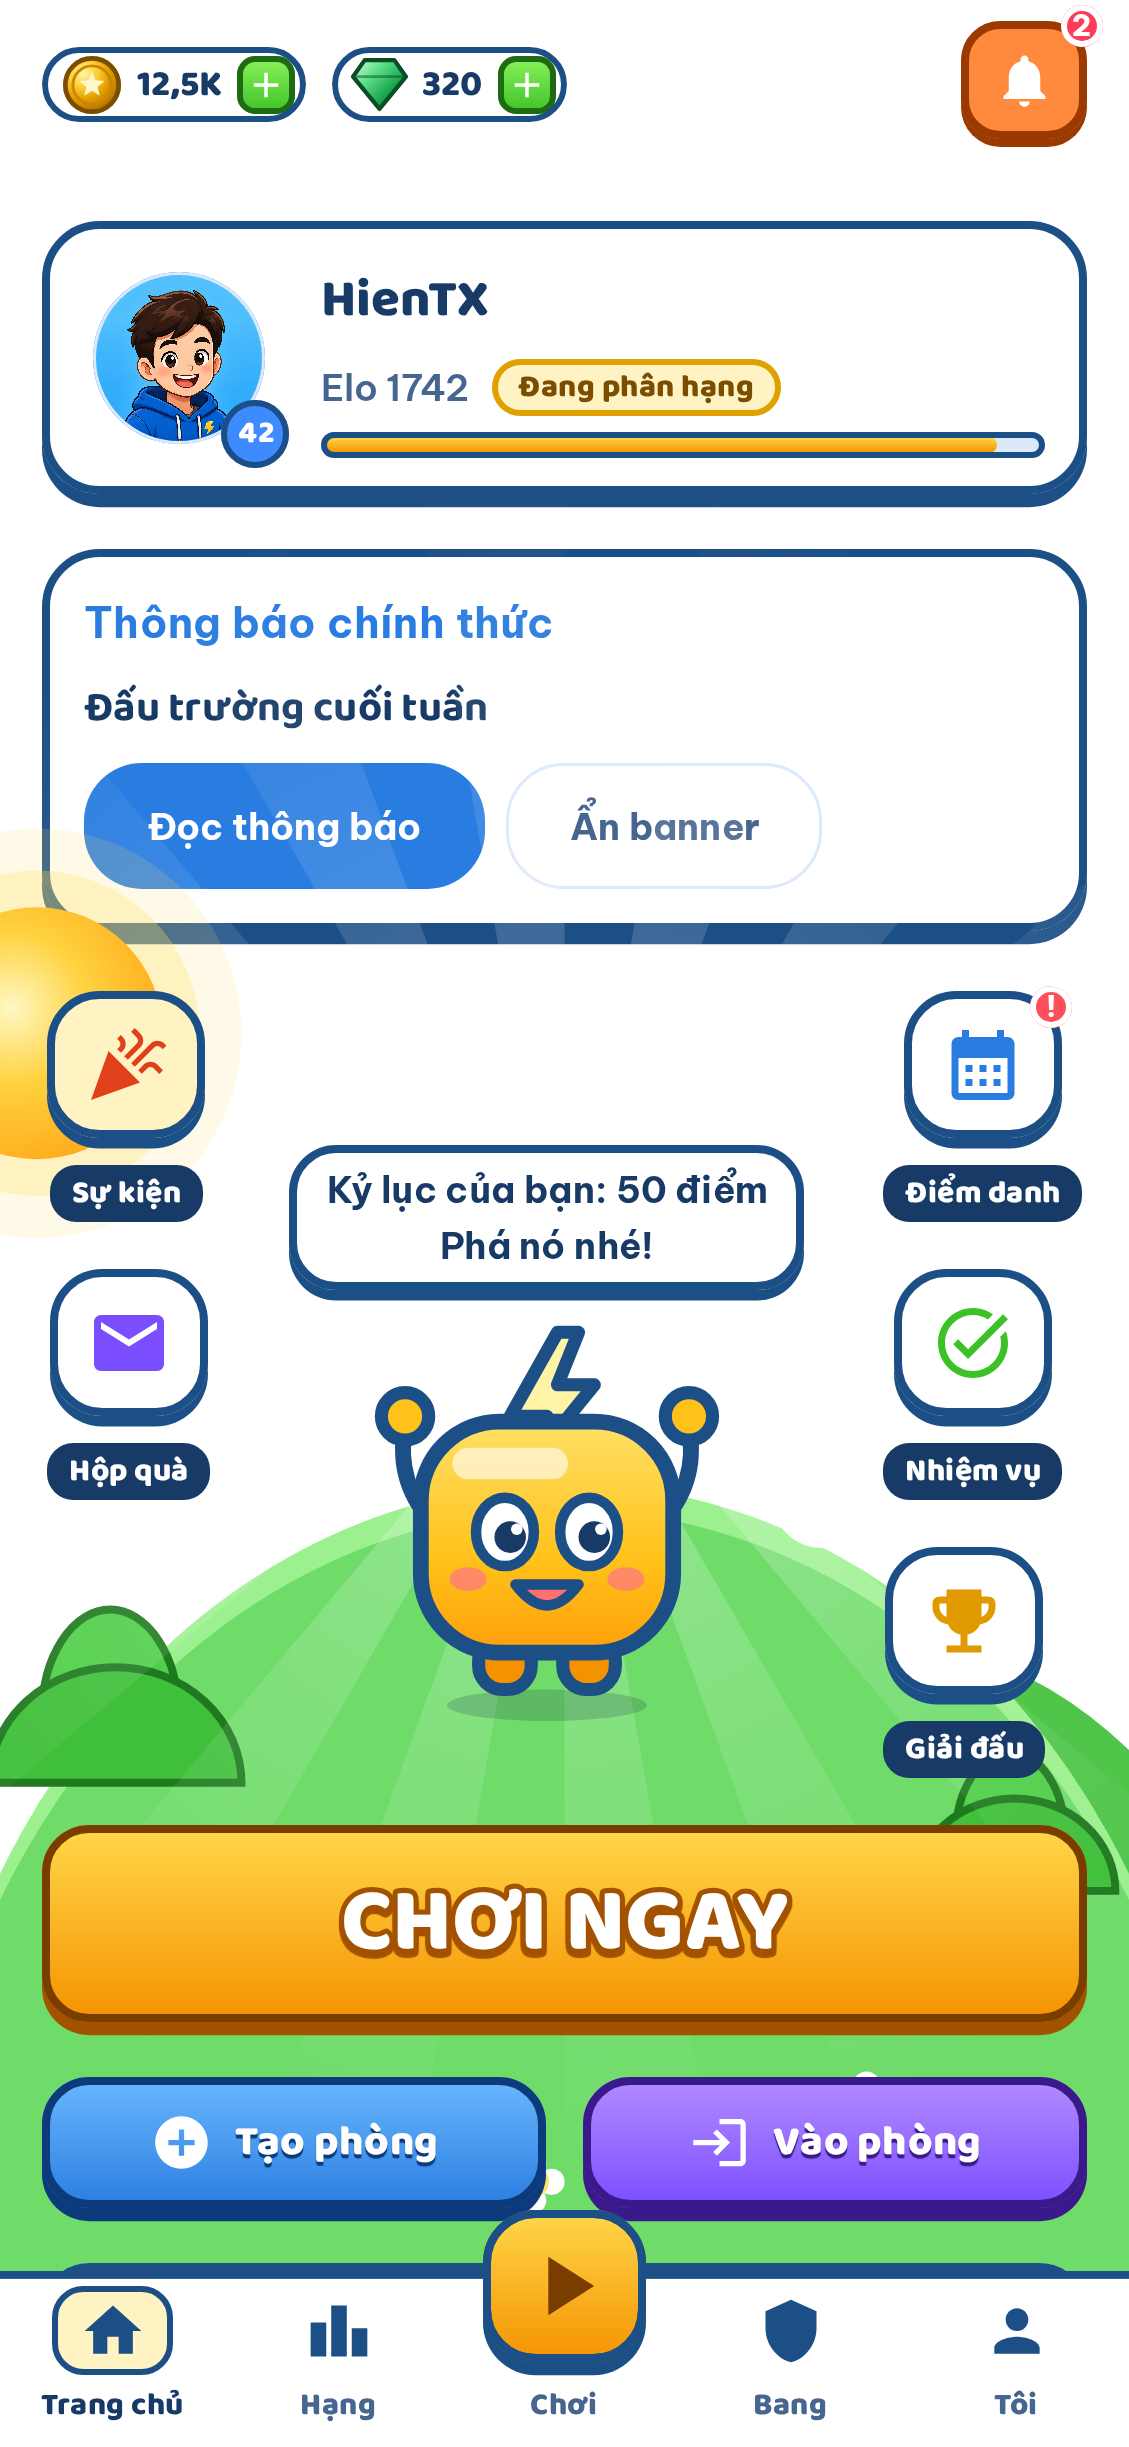 12,5K
320
2
HienTX
Elo 1742
Đang phân hạng
42
Thông báo chính thức
Đấu trường cuối tuần
Đọc thông báo
Ẩn banner
!
Sự kiện
Điểm danh
Kỷ lục của bạn: 50 điểm
Phá nó nhé!
Hộp quà
Nhiệm vụ
Giải đấu
CHƠI NGAY
Tạo phòng
Vào phòng
Trang chủ
Hạng
Chơi
Bang
Tôi